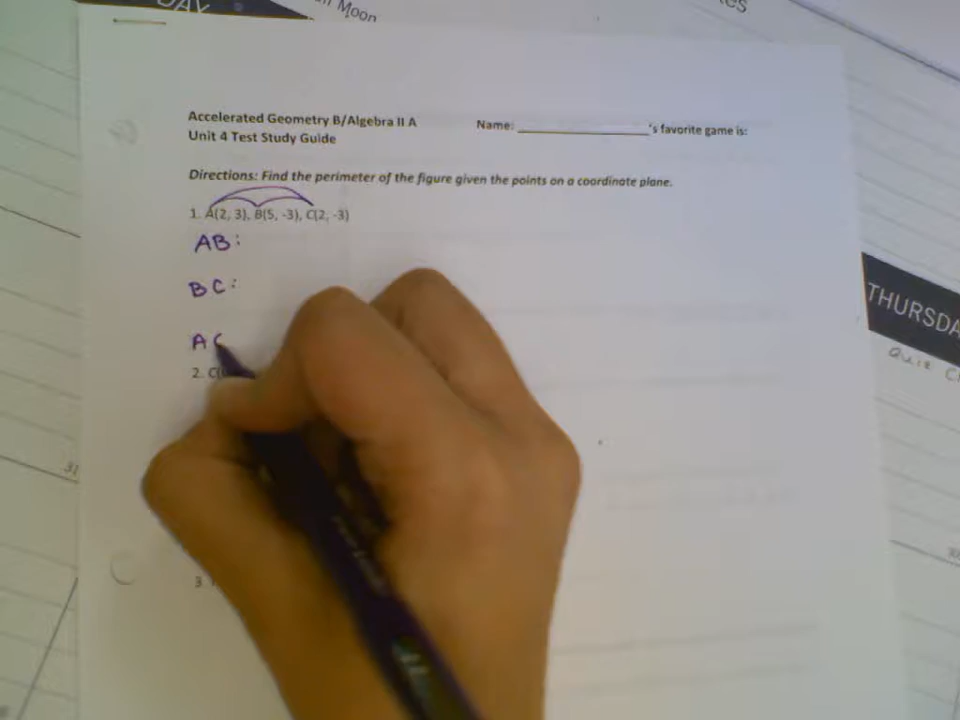 Moon
Accelerated Geometry B/Algebra II A
Unit 4 Test Study Guide
Name: ____________________'s favorite game is:
Directions: Find the perimeter of the figure given the points on a coordinate plane.
1. A(2, 3), B(5, -3), C(2, -3)
AB:
BC:
AC
2. C(
3
THURSDA
31